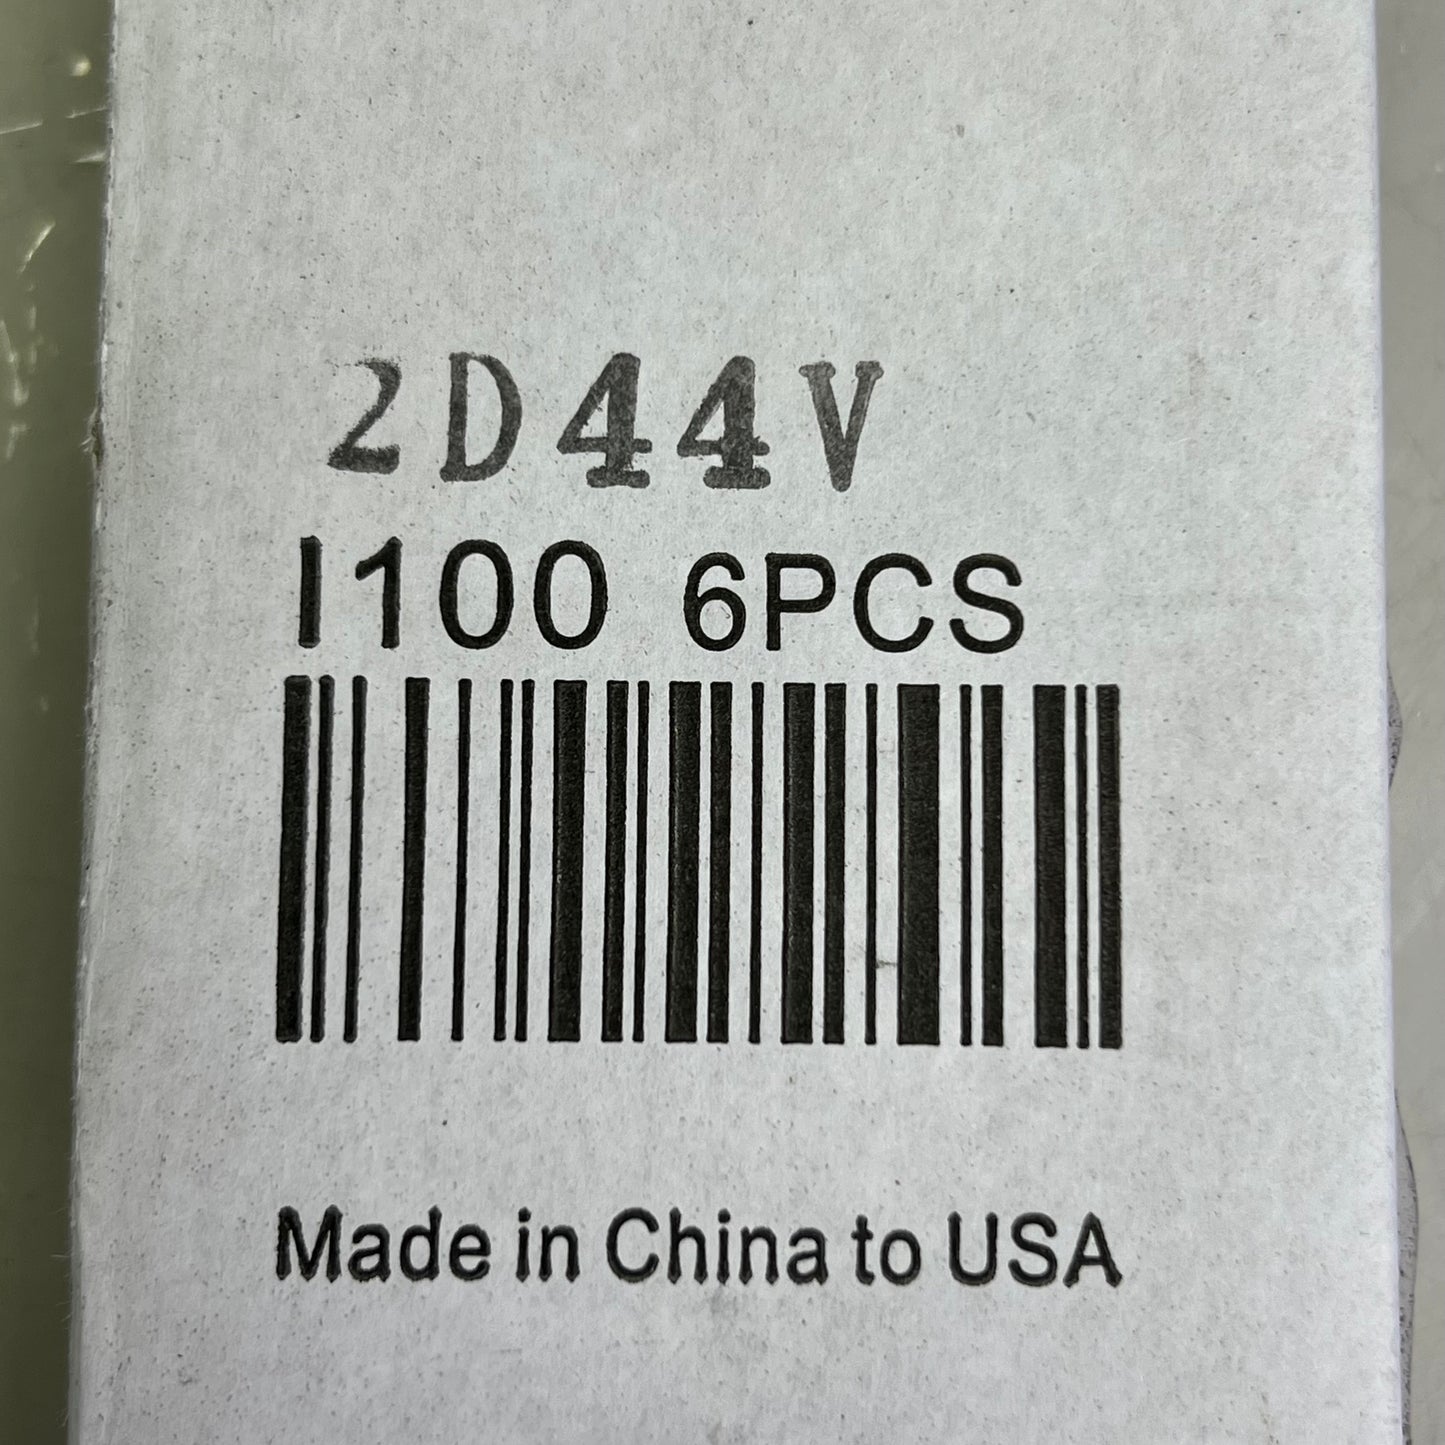 2D44V
I100 6PCS
Made in China to USA